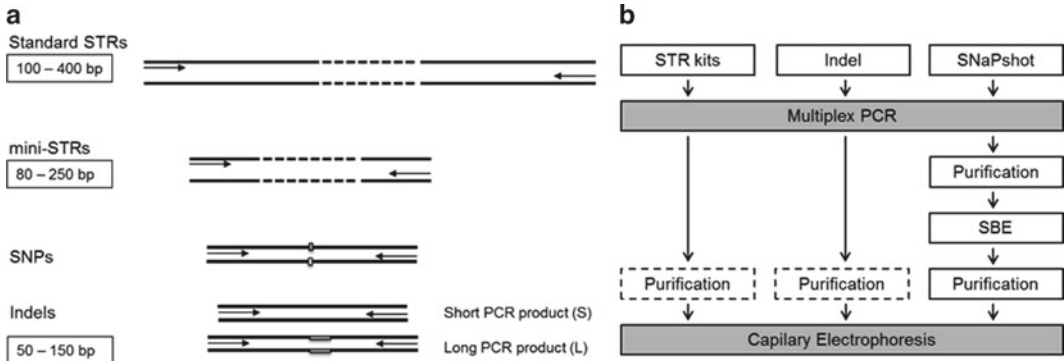 a
Standard STRs
100 – 400 bp
mini-STRs
80 – 250 bp
SNPs
Indels
50 – 150 bp
Short PCR product (S)
Long PCR product (L)
b
STR kits
Indel
SNaPshot
Multiplex PCR
Purification
SBE
Purification
Purification
Purification
Capilary Electrophoresis